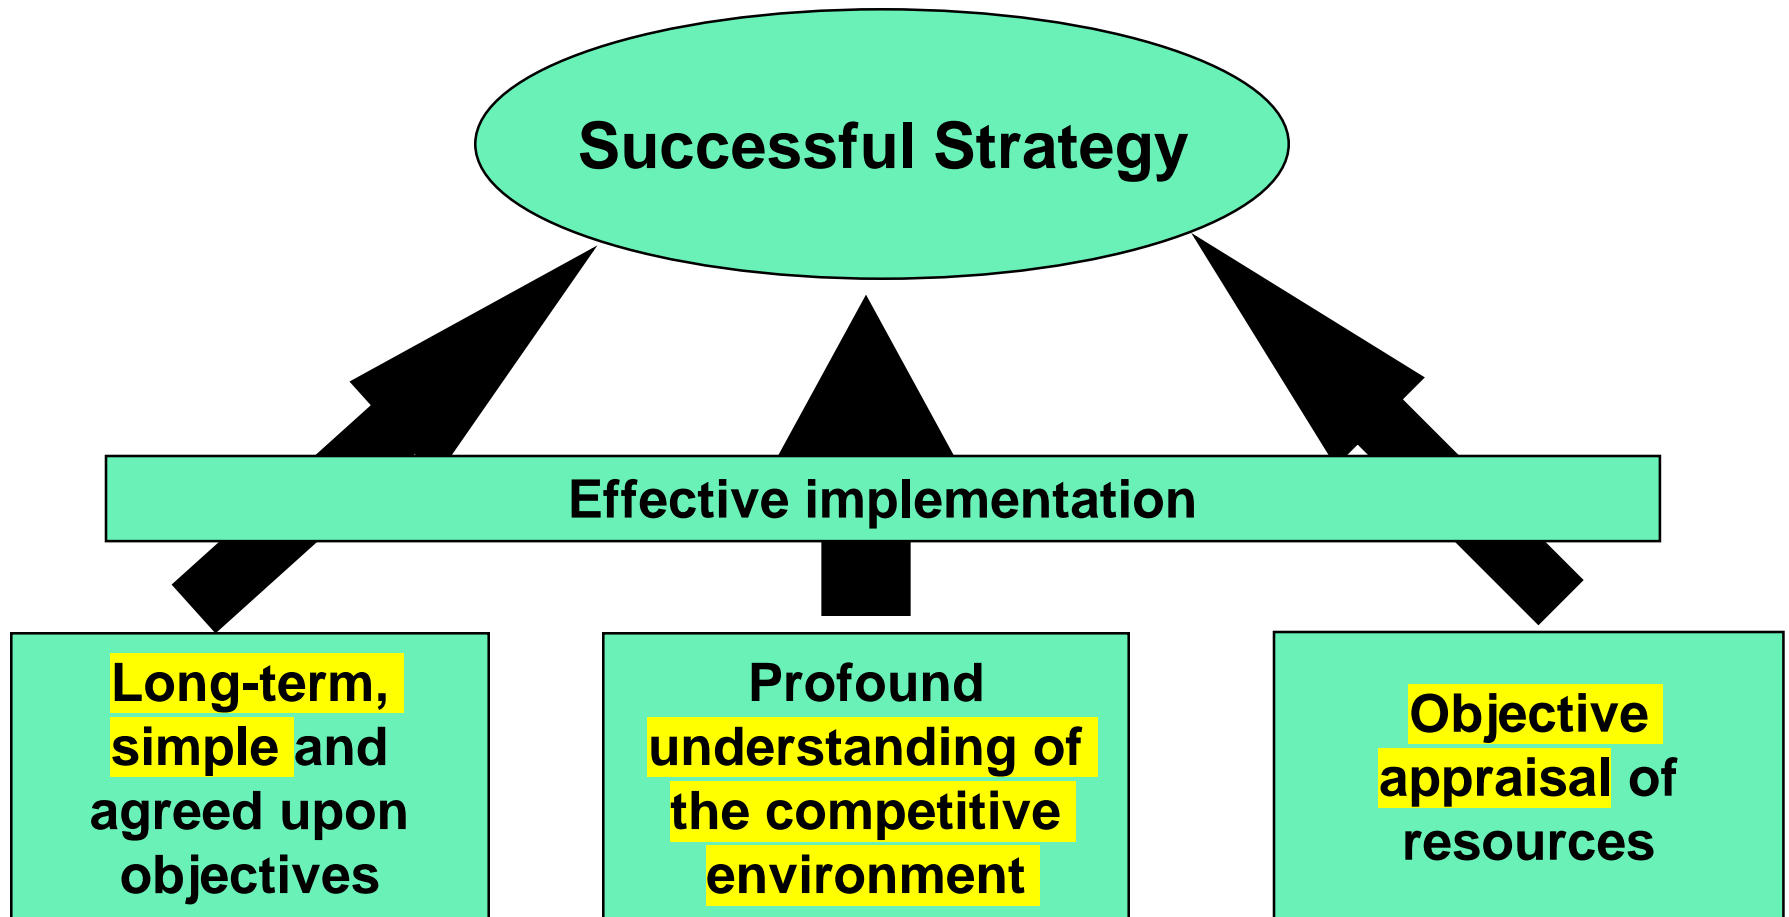 Successful Strategy
Effective implementation
Long-term,
simple and
agreed upon
objectives
Profound
understanding of
the competitive
environment
Objective
appraisal of
resources